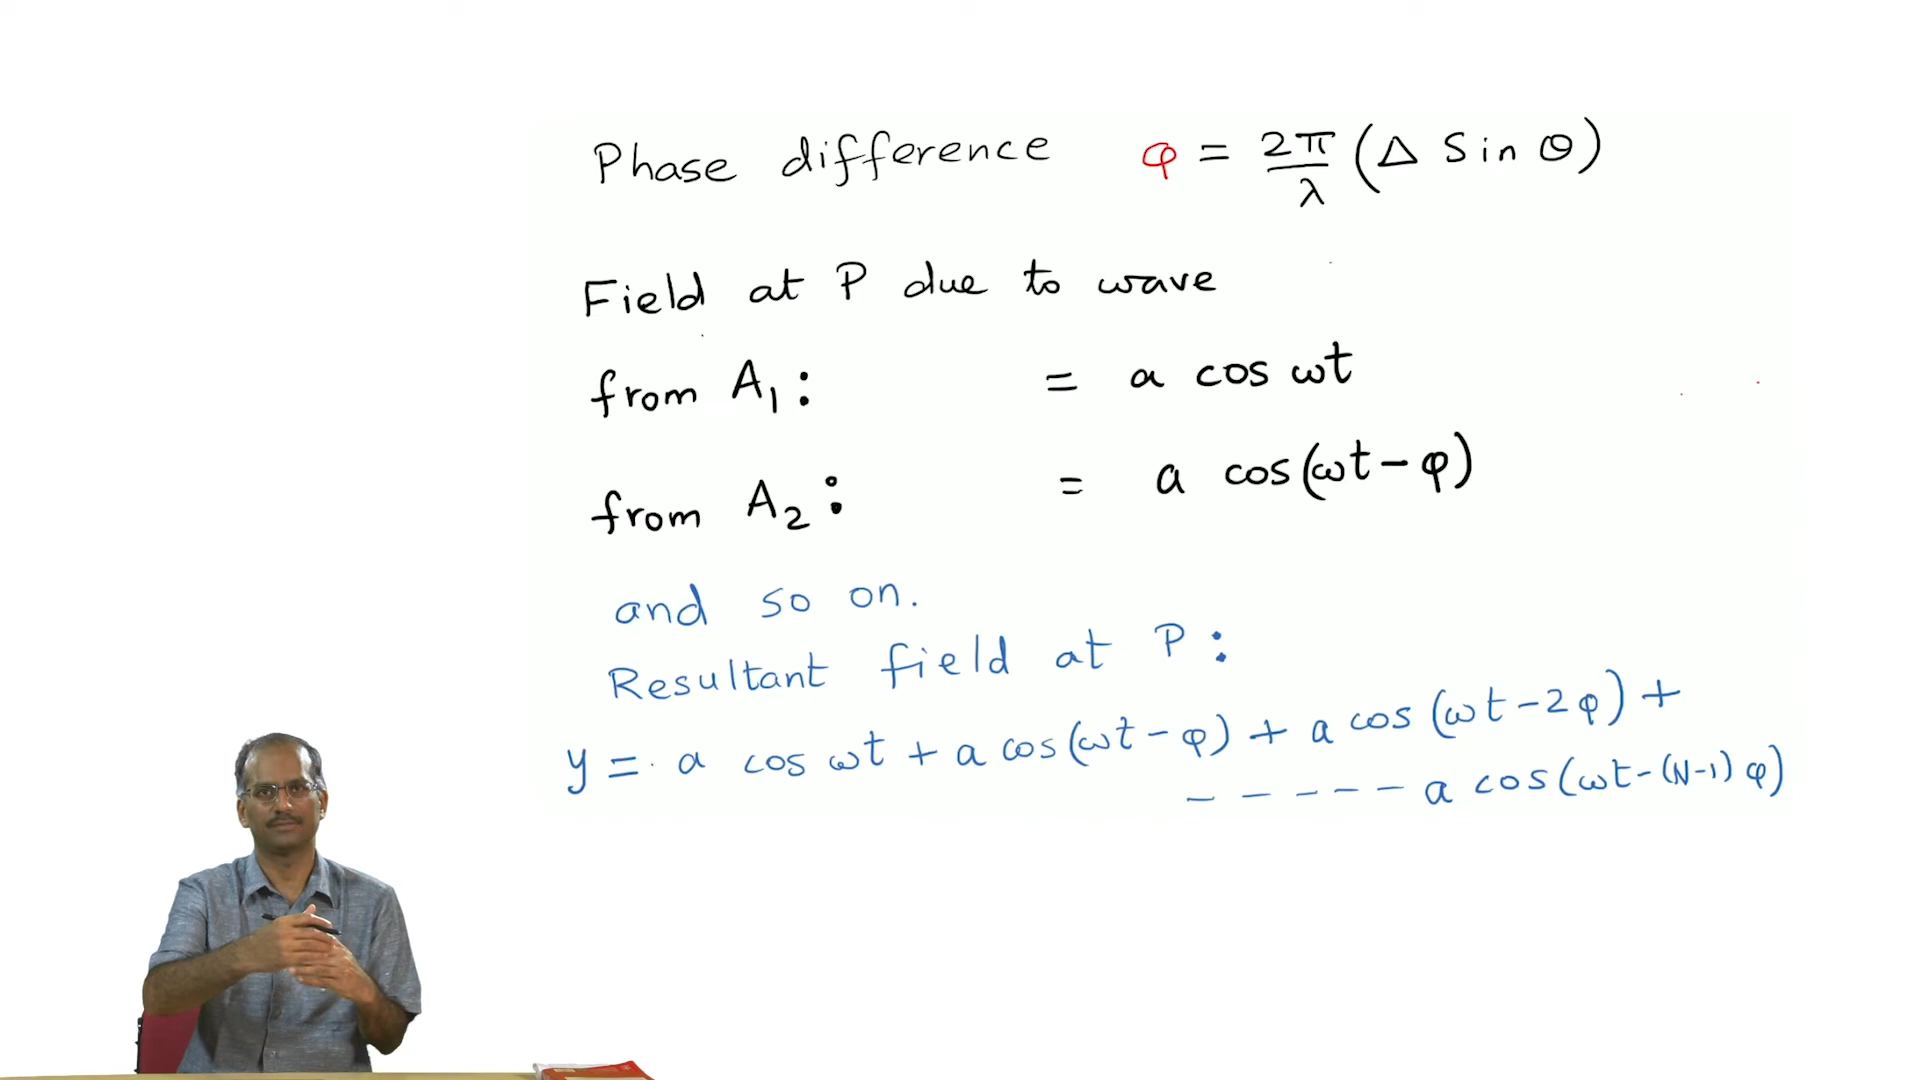 Phase difference φ = 2π/λ (Δ Sin θ)
Field at P due to wave
from A₁: = a cos ωt
from A₂: = a cos(ωt-φ)
and so on.
Resultant field at P:
y = a cos ωt + a cos(ωt-φ) + a cos(ωt-2φ) +
- - - - - a cos(ωt-(N-1)φ)